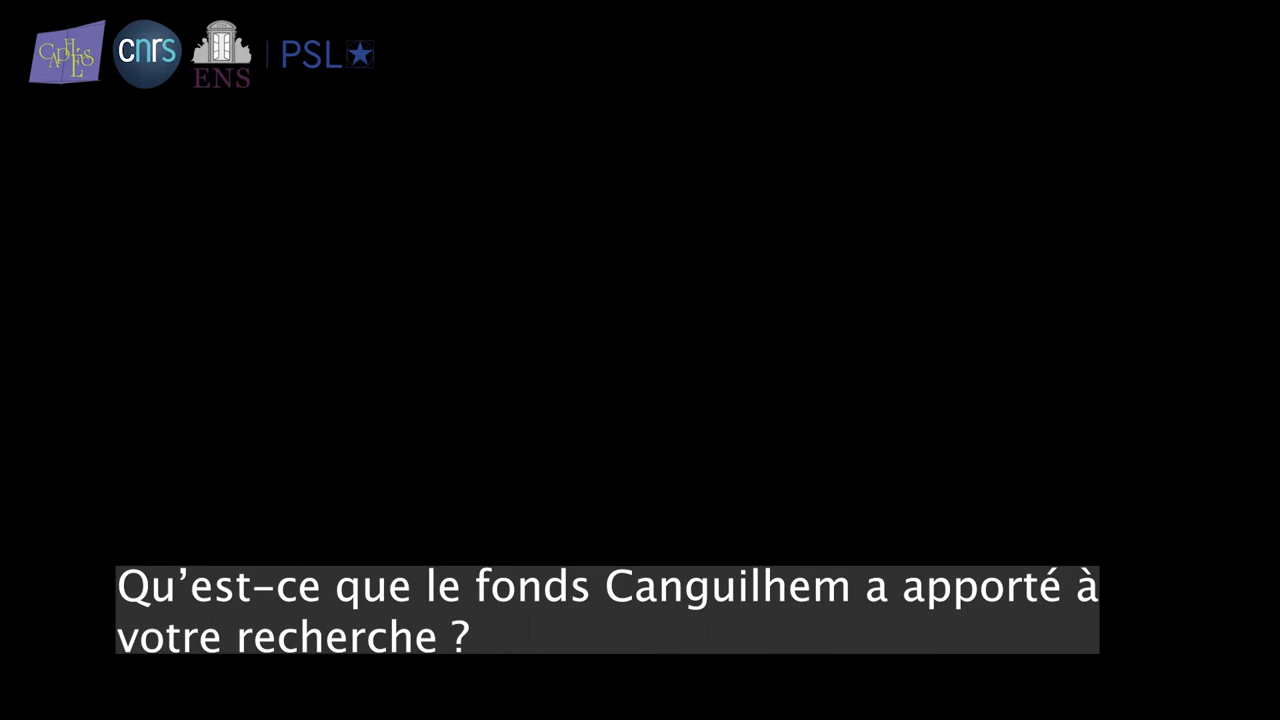 CAPHÉS
cnrs
ENS
PSL
Qu’est-ce que le fonds Canguilhem a apporté à
votre recherche ?